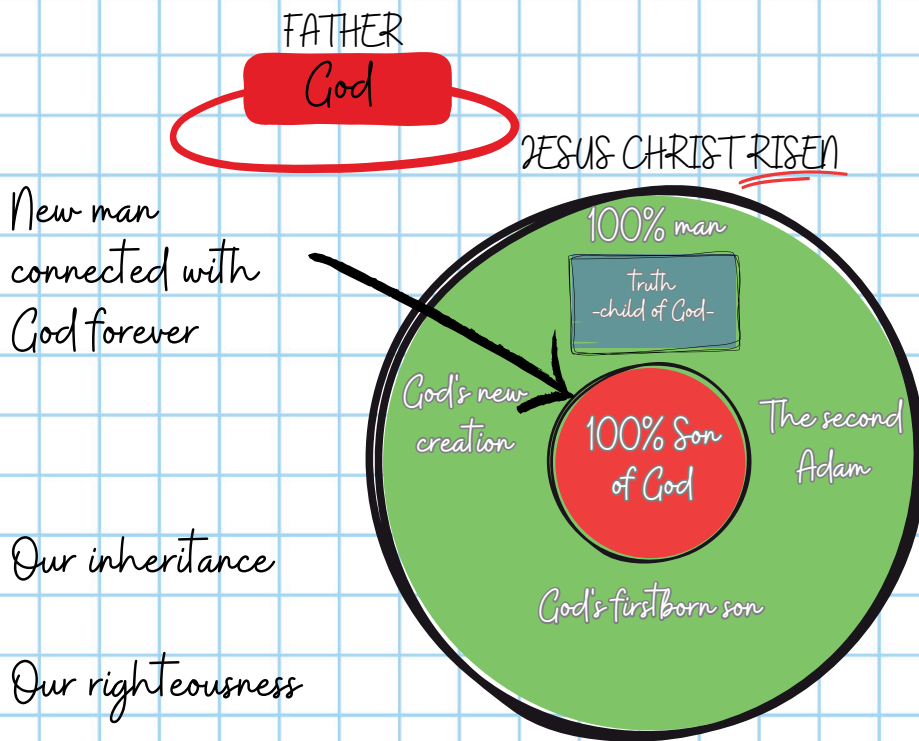 FATHER
God
JESUS CHRIST RISEN
New man
connected with
God forever
100% man
truth
-child of God-
God's new
creation
100% Son
of God
The second
Adam
God's firstborn son
Our inheritance
Our righteousness